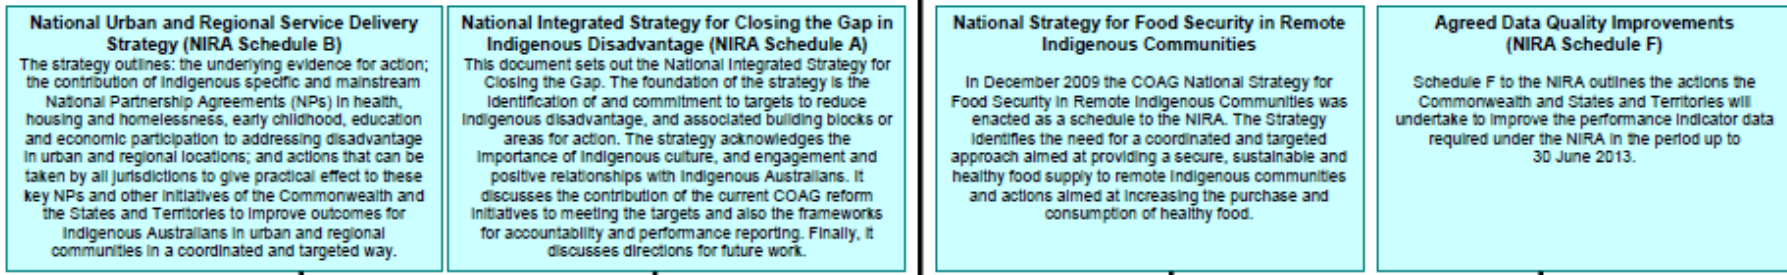 National Urban and Regional Service Delivery
Strategy (NIRA Schedule B)
The strategy outlines: the underlying evidence for action;
the contribution of Indigenous specific and mainstream
National Partnership Agreements (NPs) in health,
housing and homelessness, early childhood, education
and economic participation to addressing disadvantage
in urban and regional locations; and actions that can be
taken by all jurisdictions to give practical effect to these
key NPs and other initiatives of the Commonwealth and
the States and Territories to improve outcomes for
Indigenous Australians in urban and regional
communities in a coordinated and targeted way.
National Integrated Strategy for Closing the Gap in
Indigenous Disadvantage (NIRA Schedule A)
This document sets out the National Integrated Strategy for
Closing the Gap. The foundation of the strategy is the
identification of and commitment to targets to reduce
Indigenous disadvantage, and associated building blocks or
areas for action. The strategy acknowledges the
importance of Indigenous culture, and engagement and
positive relationships with Indigenous Australians. It
discusses the contribution of the current COAG reform
initiatives to meeting the targets and also the frameworks
for accountability and performance reporting. Finally, it
discusses directions for future work.
National Strategy for Food Security in Remote
Indigenous Communities
In December 2009 the COAG National Strategy for
Food Security in Remote Indigenous Communities was
enacted as a schedule to the NIRA. The Strategy
identifies the need for a coordinated and targeted
approach aimed at providing a secure, sustainable and
healthy food supply to remote Indigenous communities
and actions aimed at increasing the purchase and
consumption of healthy food.
Agreed Data Quality Improvements
(NIRA Schedule F)
Schedule F to the NIRA outlines the actions the
Commonwealth and States and Territories will
undertake to improve the performance indicator data
required under the NIRA in the period up to
30 June 2013.